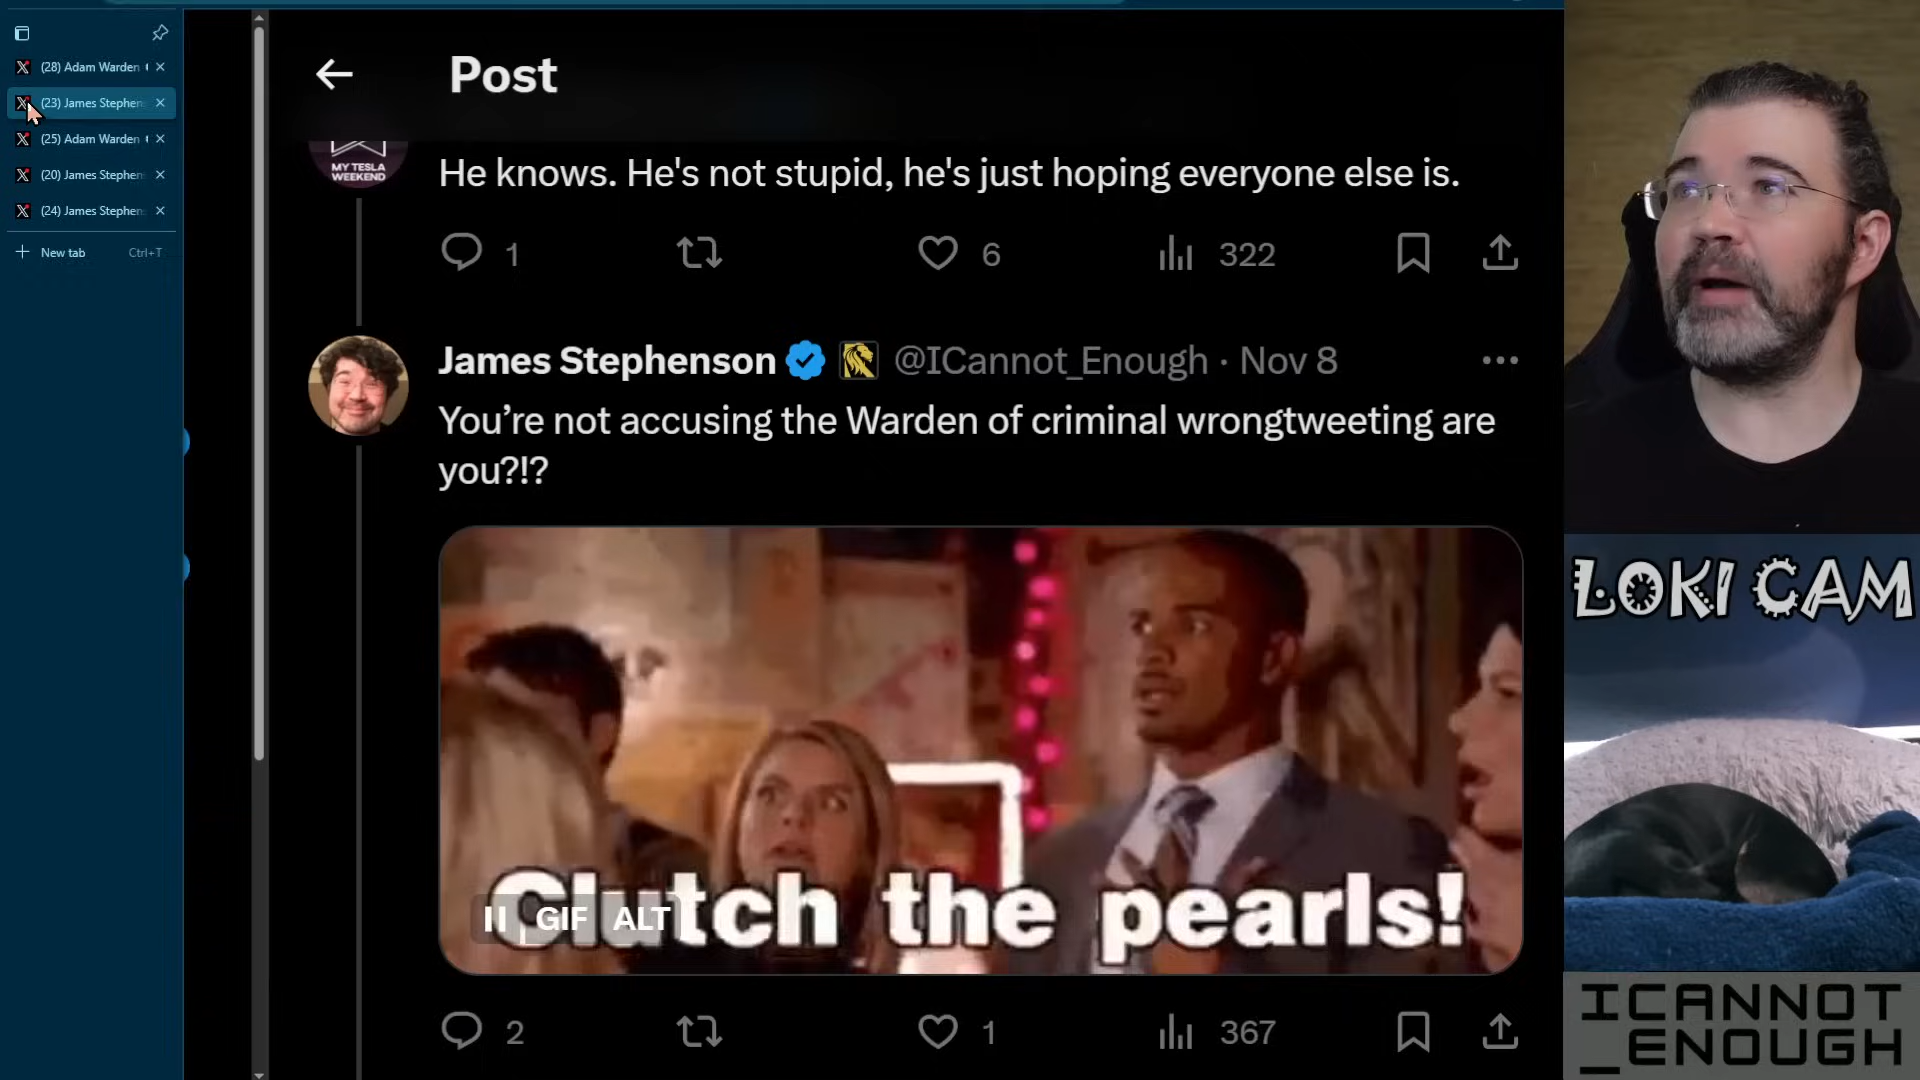 (28) Adam Warden
(23) James Stephen
(25) Adam Warden
(20) James Stephen
(24) James Stephen
New tab Ctrl+T
Post
MY TESLA
WEEKEND
He knows. He's not stupid, he's just hoping everyone else is.
1 6 322
James Stephenson @ICannot_Enough · Nov 8
You’re not accusing the Warden of criminal wrongtweeting are
you?!?
Clutch the pearls!
GIF ALT
2 1 367
LOKI CAM
ICANNOT
_ENOUGH